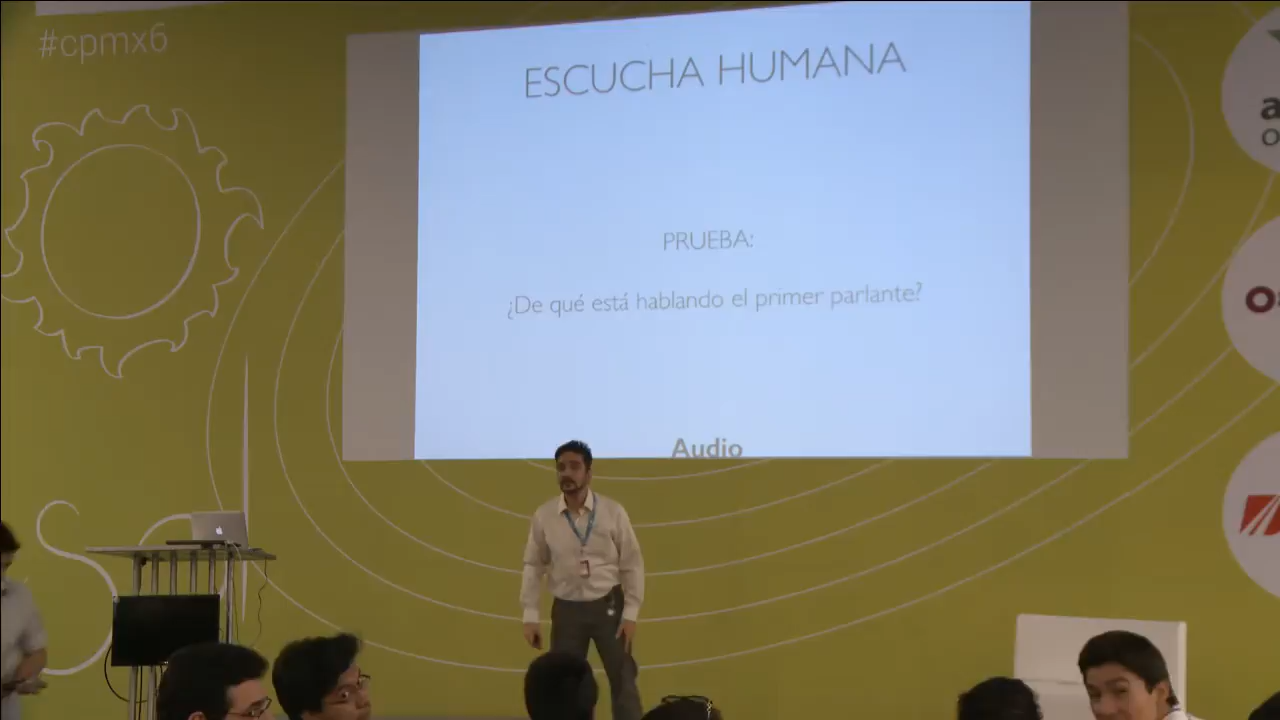 #cpmx6
ESCUCHA HUMANA
PRUEBA:
¿De qué está hablando el primer parlante?
Audio